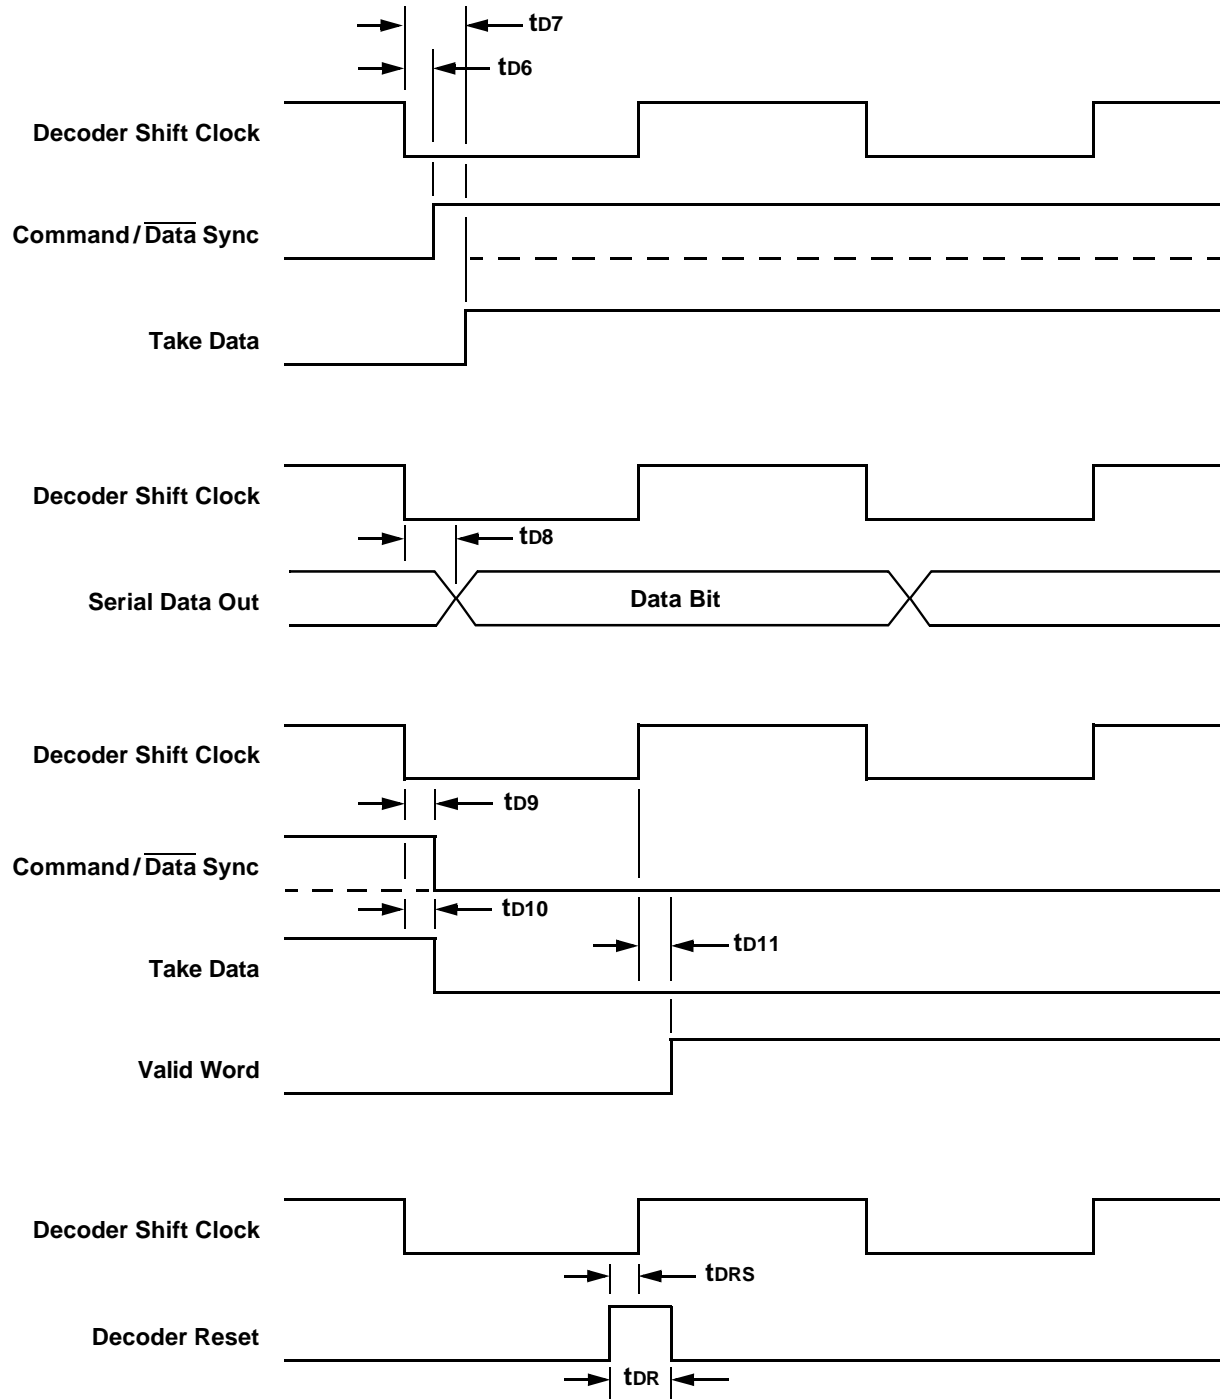 tD7
tD6
Decoder Shift Clock
Command/Data Sync
Take Data
Decoder Shift Clock
tD8
Serial Data Out
Data Bit
Decoder Shift Clock
tD9
Command/Data Sync
tD10
tD11
Take Data
Valid Word
Decoder Shift Clock
tDRS
Decoder Reset
tDR